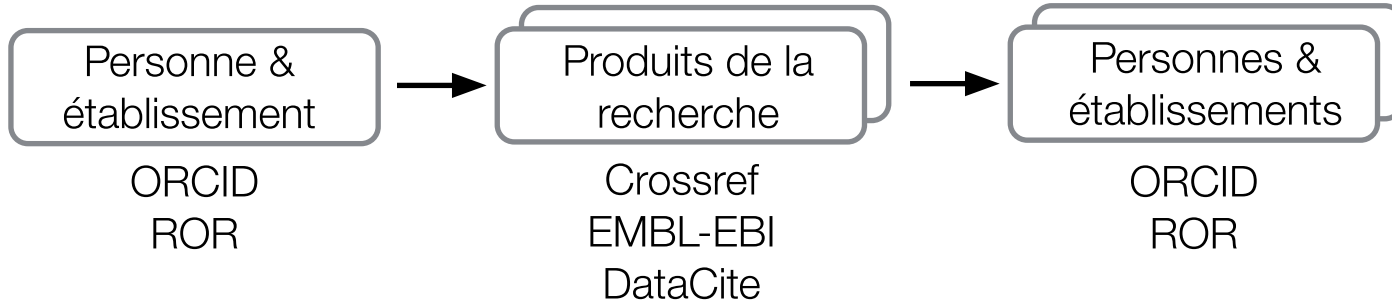 Personne &
établissement
ORCID
ROR
Produits de la
recherche
Crossref
EMBL-EBI
DataCite
Personnes &
établissements
ORCID
ROR